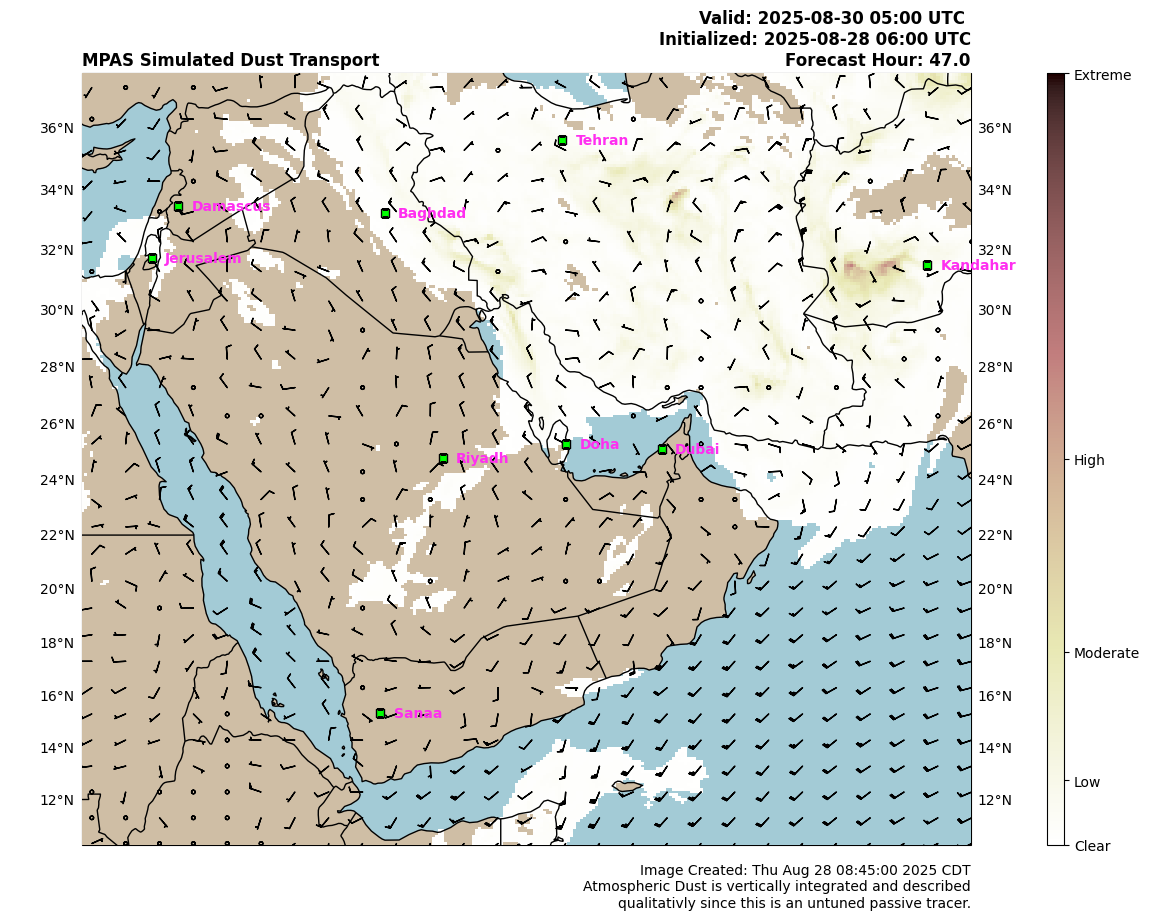 Valid: 2025-08-30 05:00 UTC
Initialized: 2025-08-28 06:00 UTC
MPAS Simulated Dust Transport
Forecast Hour: 47.0
Extreme
36°N
Tehran
36°N
34°N
Damascus
Baghdad
34°N
32°N
Jerusalem
32°N
Kandahar
30°N
30°N
28°N
28°N
26°N
Doha
Dubai
26°N
Riyadh
High
24°N
24°N
22°N
22°N
20°N
20°N
18°N
18°N
Moderate
16°N
Sanaa
16°N
14°N
14°N
Low
12°N
12°N
Clear
Image Created: Thu Aug 28 08:45:00 2025 CDT
Atmospheric Dust is vertically integrated and described
qualitativly since this is an untuned passive tracer.